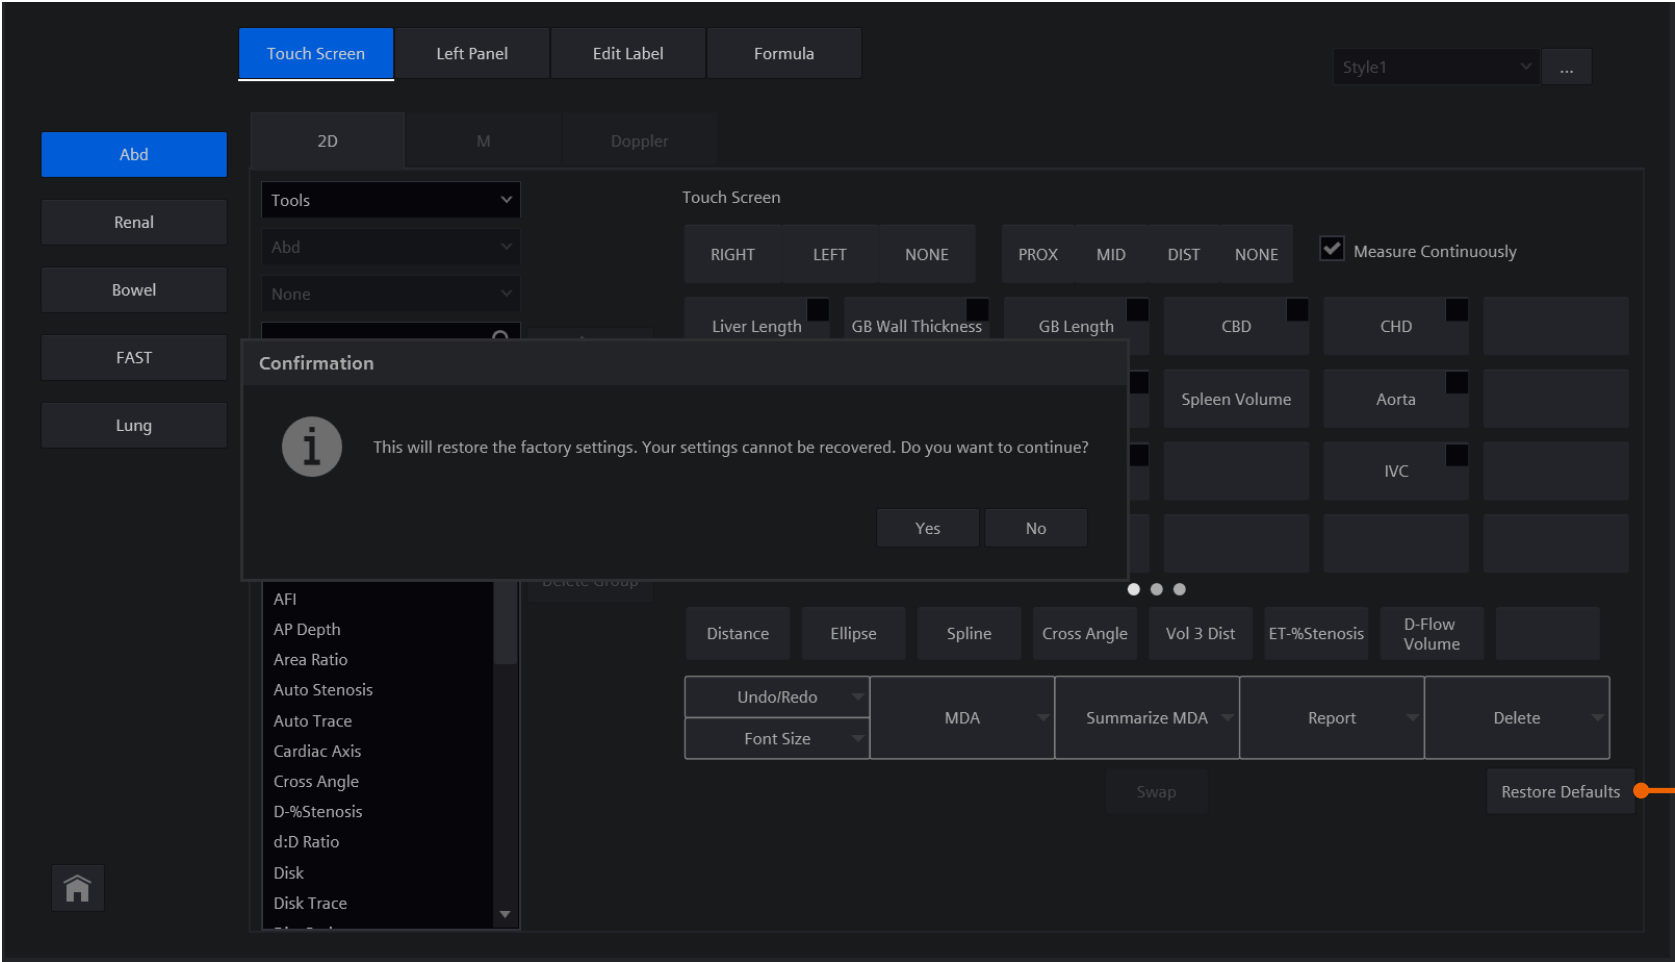 Touch Screen
Left Panel
Edit Label
Formula
Style1
...
Abd
Renal
Bowel
FAST
Lung
2D
M
Doppler
Tools
Abd
None
Touch Screen
RIGHT
LEFT
NONE
PROX
MID
DIST
NONE
Measure Continuously
Liver Length
GB Wall Thickness
GB Length
CBD
CHD
Spleen Volume
Aorta
IVC
Confirmation
This will restore the factory settings. Your settings cannot be recovered. Do you want to continue?
Yes
No
Delete Group
AFI
AP Depth
Area Ratio
Auto Stenosis
Auto Trace
Cardiac Axis
Cross Angle
D-%Stenosis
d:D Ratio
Disk
Disk Trace
Distance
Ellipse
Spline
Cross Angle
Vol 3 Dist
ET-%Stenosis
D-Flow
Volume
Undo/Redo
Font Size
MDA
Summarize MDA
Report
Delete
Swap
Restore Defaults